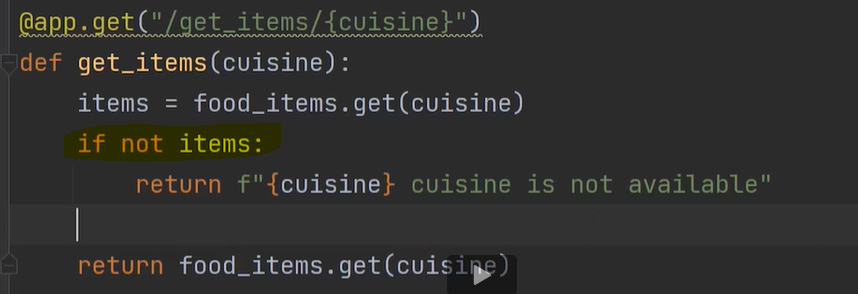 @app.get("/get_items/{cuisine}")
def get_items(cuisine):
    items = food_items.get(cuisine)
    if not items:
        return f"{cuisine} cuisine is not available"
    return food_items.get(cuisine)